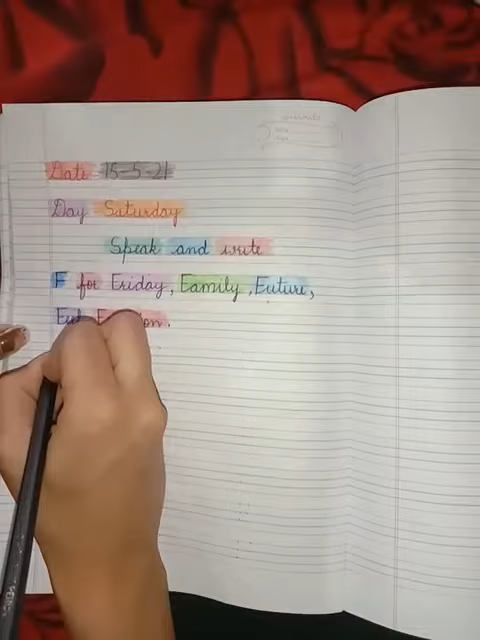 Date 15-5-21
Day Saturday
Speak and write
F for Friday, Family, Future,